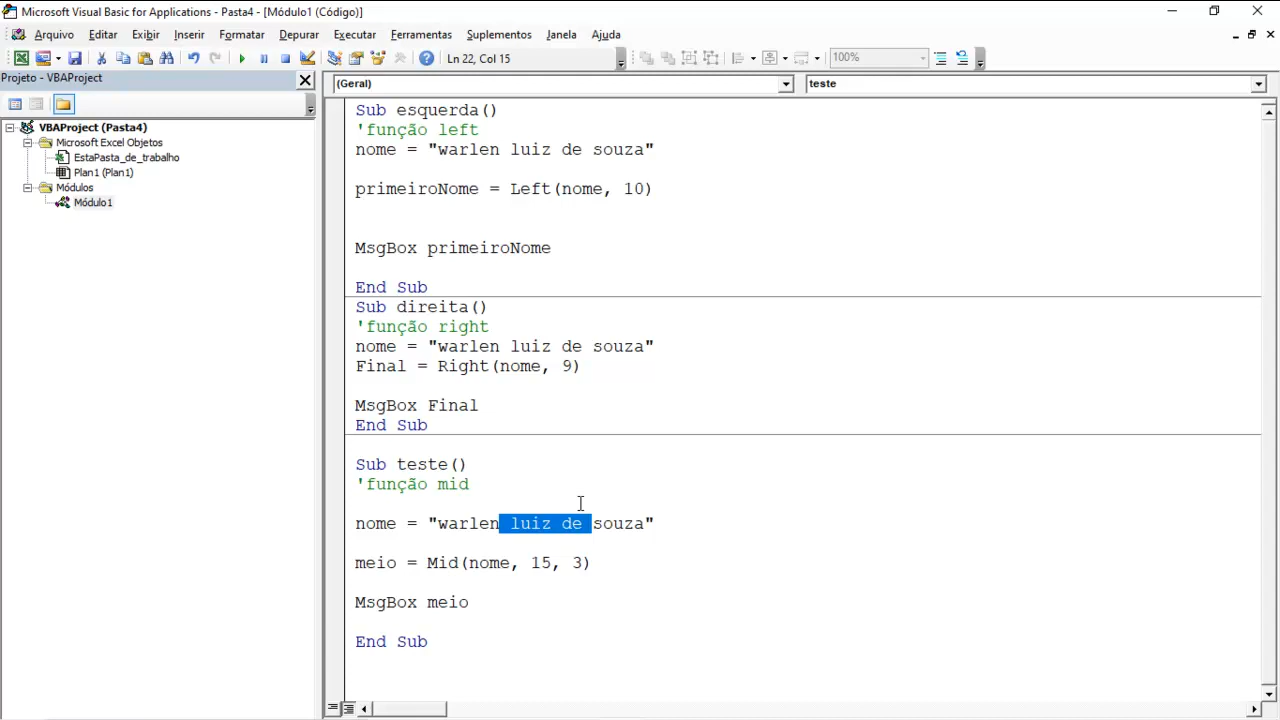 Microsoft Visual Basic for Applications - Pasta4 - [Módulo1 (Código)]
Arquivo Editar Exibir Inserir Formatar Depurar Executar Ferramentas Suplementos Janela Ajuda
Ln 22, Col 15
100%
Projeto - VBAProject
(Geral)
teste
VBAProject (Pasta4)
Microsoft Excel Objetos
EstaPasta_de_trabalho
Plan1 (Plan1)
Módulos
Módulo1
Sub esquerda()
'função left
nome = "warlen luiz de souza"
primeiroNome = Left(nome, 10)
MsgBox primeiroNome
End Sub
Sub direita()
'função right
nome = "warlen luiz de souza"
Final = Right(nome, 9)
MsgBox Final
End Sub
Sub teste()
'função mid
nome = "warlen luiz de souza"
meio = Mid(nome, 15, 3)
MsgBox meio
End Sub